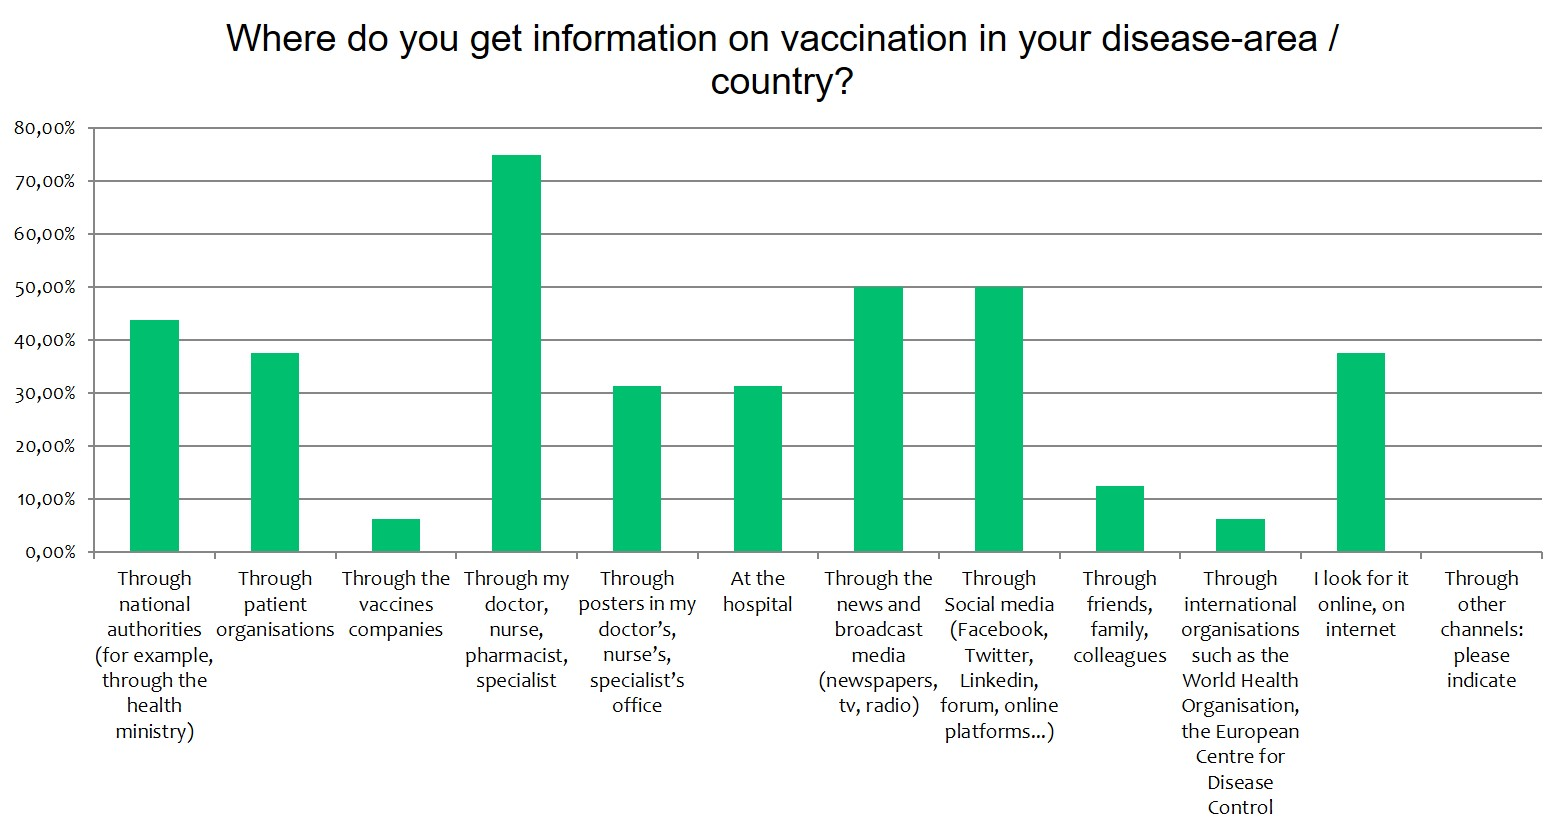 Where do you get information on vaccination in your disease-area /
country?
80,00%
70,00%
60,00%
50,00%
40,00%
30,00%
20,00%
10,00%
0,00%
Through
national
authorities
(for example,
through the
health
ministry)
Through
patient
organisations
Through the
vaccines
companies
Through my
doctor,
nurse,
pharmacist,
specialist
Through
posters in my
doctor's,
nurse's,
specialist's
office
At the
hospital
Through the
news and
broadcast
media
(newspapers,
tv, radio)
Through
Social media
(Facebook,
Twitter,
Linkedin,
forum, online
platforms...)
Through
friends,
family,
colleagues
Through
international
organisations
such as the
World Health
Organisation,
the European
Centre for
Disease
Control
I look for it
online, on
internet
Through
other
channels:
please
indicate